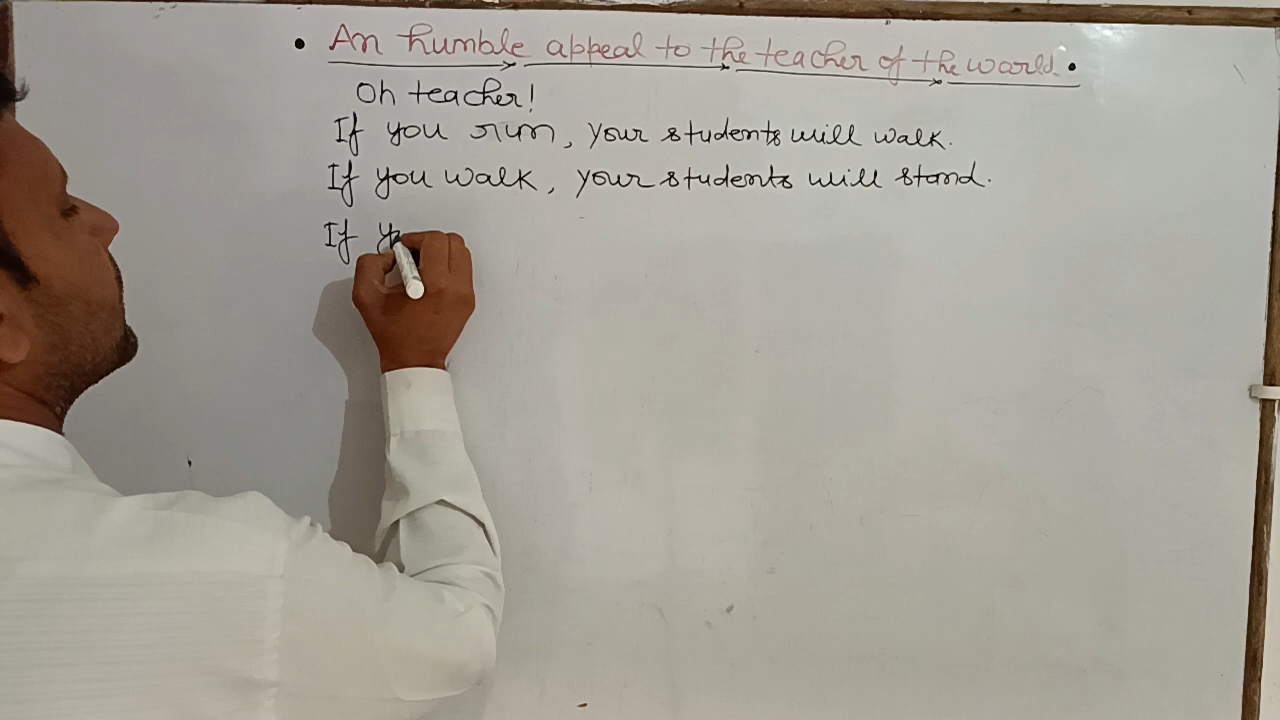 • An humble appeal to the teacher of the world •
Oh teacher!
If you run, your students will walk.
If you walk, your students will stand.
If y